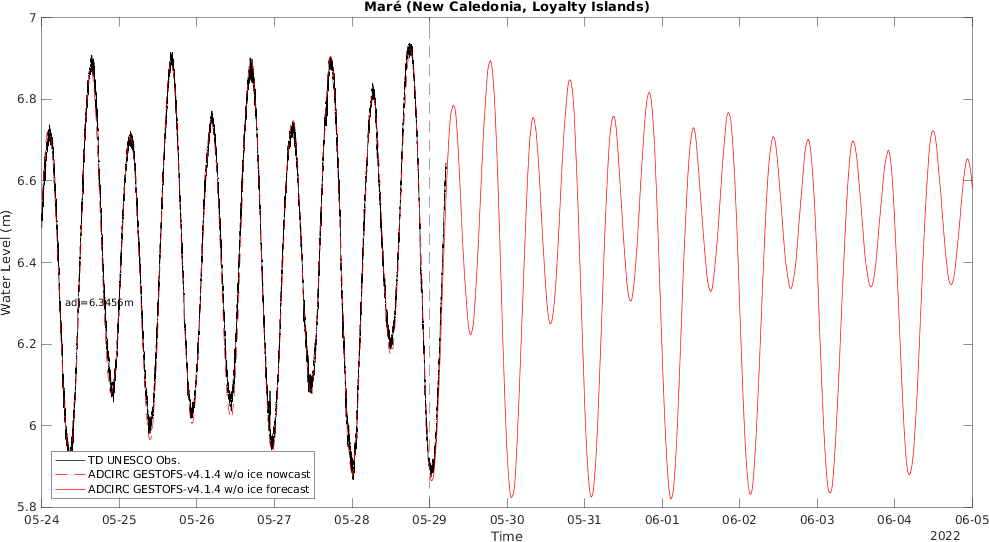 Maré (New Caledonia, Loyalty Islands)
7
6.8
6.6
6.4
6.2
6
5.8
Water Level (m)
adj=6.3456m
TD UNESCO Obs.
ADCIRC GESTOFS-v4.1.4 w/o ice nowcast
ADCIRC GESTOFS-v4.1.4 w/o ice forecast
05-24 05-25 05-26 05-27 05-28 05-29 05-30 05-31 06-01 06-02 06-03 06-04 06-05
Time
2022